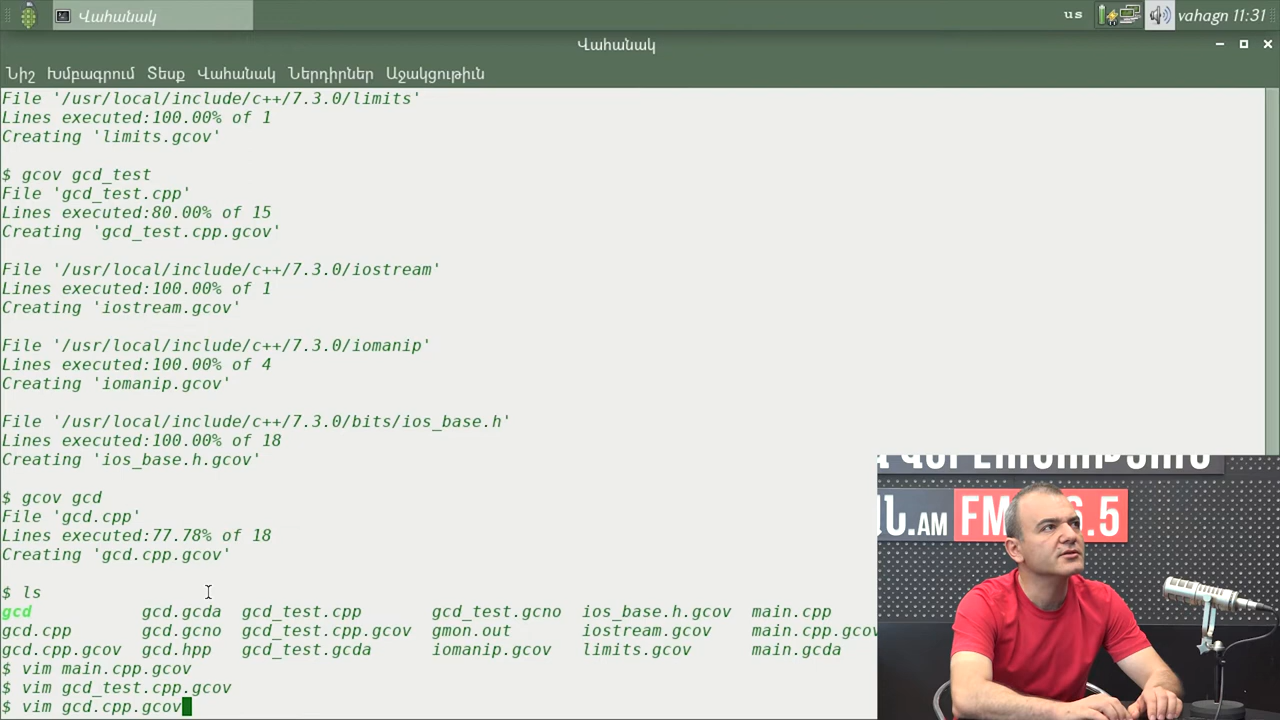 Վահանակ
us
vahagn 11:31
Վահանակ
Նիշ Խմբագրում Տեսք Վահանակ Ներդիրներ Աջակցութիւն
File '/usr/local/include/c++/7.3.0/limits'
Lines executed:100.00% of 1
Creating 'limits.gcov'
$ gcov gcd_test
File 'gcd_test.cpp'
Lines executed:80.00% of 15
Creating 'gcd_test.cpp.gcov'
File '/usr/local/include/c++/7.3.0/iostream'
Lines executed:100.00% of 1
Creating 'iostream.gcov'
File '/usr/local/include/c++/7.3.0/iomanip'
Lines executed:100.00% of 4
Creating 'iomanip.gcov'
File '/usr/local/include/c++/7.3.0/bits/ios_base.h'
Lines executed:100.00% of 18
Creating 'ios_base.h.gcov'
$ gcov gcd
File 'gcd.cpp'
Lines executed:77.78% of 18
Creating 'gcd.cpp.gcov'
$ ls
gcd gcd.gcda gcd_test.cpp gcd_test.gcno ios_base.h.gcov main.cpp
gcd.cpp gcd.gcno gcd_test.cpp.gcov gmon.out iostream.gcov main.cpp.gcov
gcd.cpp.gcov gcd.hpp gcd_test.gcda iomanip.gcov limits.gcov main.gcda
$ vim main.cpp.gcov
$ vim gcd_test.cpp.gcov
$ vim gcd.cpp.gcov
Ն.AM FM 6.5